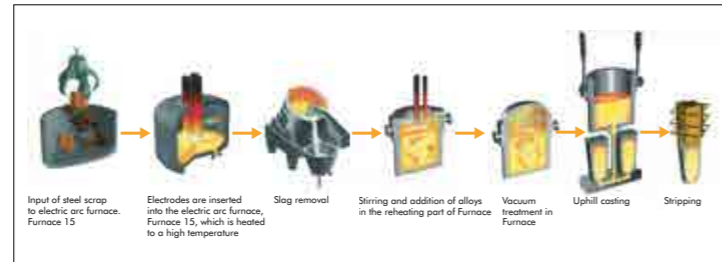 Input of steel scrap
to electric arc furnace.
Furnace 15
Electrodes are inserted
into the electric arc furnace,
Furnace 15, which is heated
to a high temperature
Slag removal
Stirring and addition of alloys
in the reheating part of Furnace
Vacuum
treatment in
Furnace
Uphill casting
Stripping